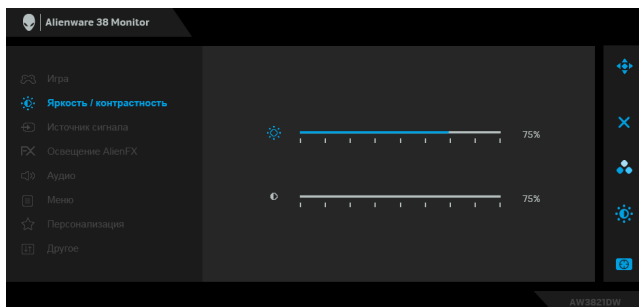 Alienware 38 Monitor
Игра
Яркость / контрастность
Источник сигнала
Освещение AlienFX
Аудио
Меню
Персонализация
Другое
75%
75%
AW3821DW